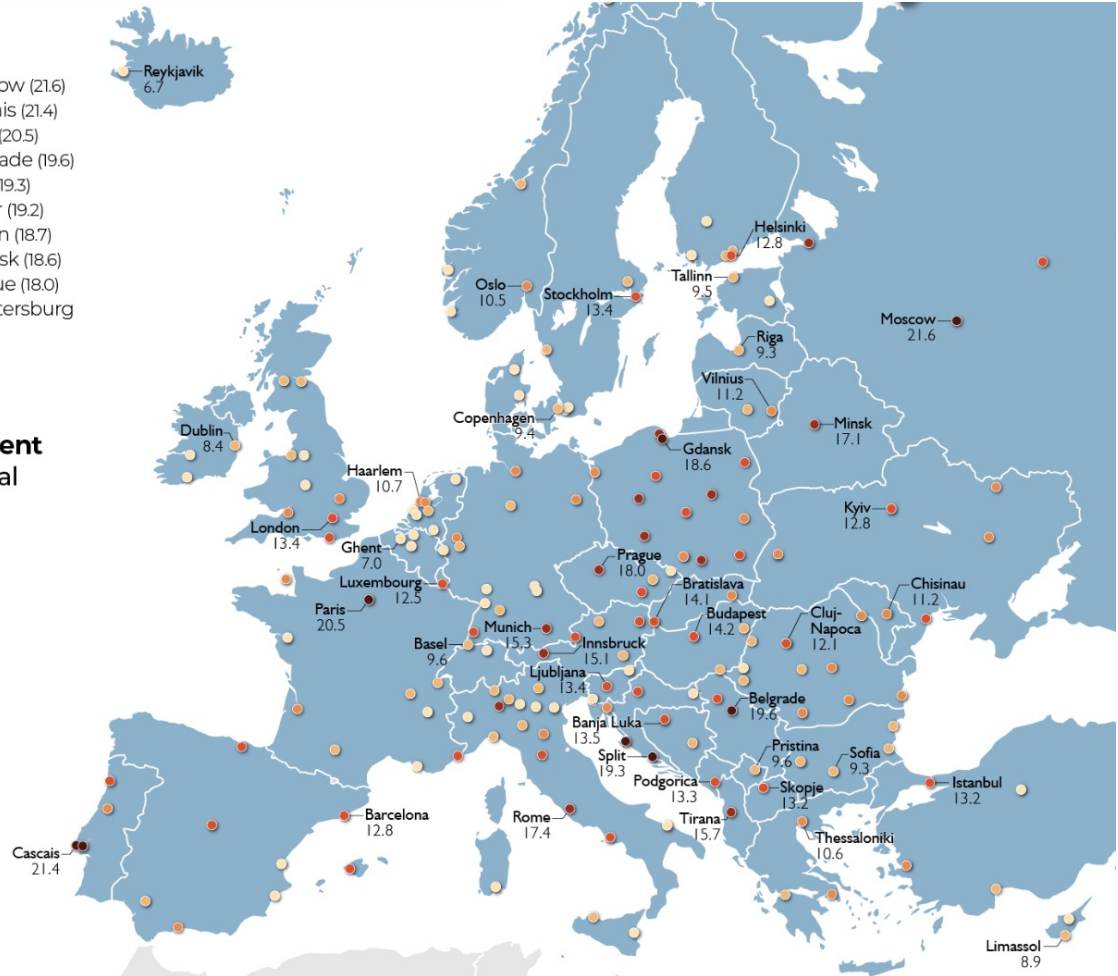 ow (21.6)
ais (21.4)
(20.5)
ade (19.6)
19.3)
r (19.2)
n (18.7)
sk (18.6)
ue (18.0)
tersburg
ent
al
Reykjavik
6.7
Helsinki
12.8
Oslo
10.5
Stockholm
13.4
Tallinn
9.5
Moscow
21.6
Riga
9.3
Vilnius
11.2
Copenhagen
9.4
Minsk
17.1
Dublin
8.4
Gdansk
18.6
Haarlem
10.7
London
13.4
Kyiv
12.8
Ghent
7.0
Prague
18.0
Luxembourg
12.5
Bratislava
14.1
Chisinau
11.2
Paris
20.5
Budapest
14.2
Cluj-
Napoca
12.1
Munich
15.3
Basel
9.6
Innsbruck
15.1
Ljubljana
13.4
Belgrade
19.6
Banja Luka
13.5
Split
19.3
Pristina
9.6
Sofia
9.3
Podgorica
13.3
Skopje
13.2
Istanbul
13.2
Barcelona
12.8
Rome
17.4
Tirana
15.7
Thessaloniki
10.6
Cascais
21.4
Limassol
8.9